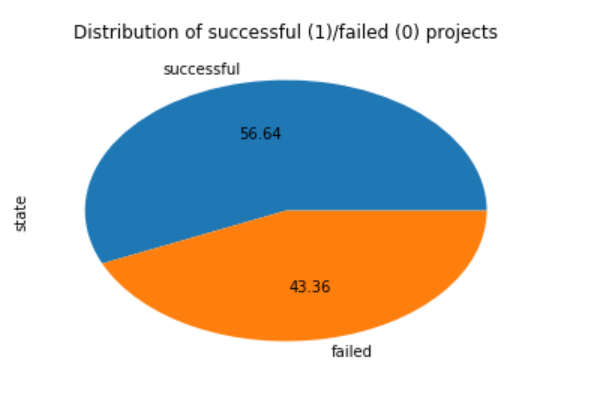 Distribution of successful (1)/failed (0) projects
successful
56.64
state
43.36
failed